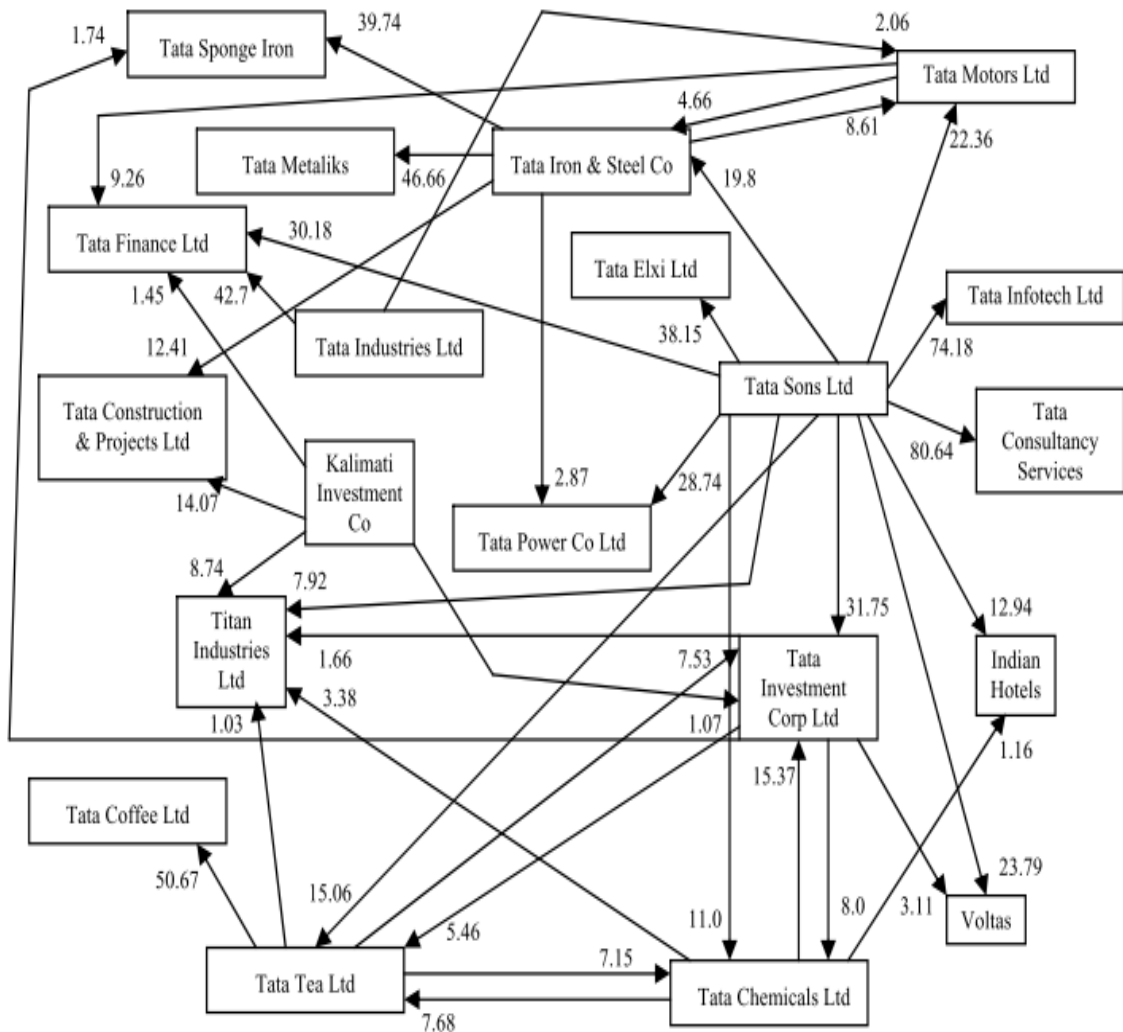 1.74
Tata Sponge Iron
39.74
2.06
Tata Motors Ltd
4.66
8.61
22.36
Tata Metaliks
46.66
Tata Iron & Steel Co
19.8
9.26
Tata Finance Ltd
30.18
Tata Elxi Ltd
Tata Infotech Ltd
1.45
42.7
Tata Industries Ltd
38.15
74.18
12.41
Tata Sons Ltd
Tata Construction
& Projects Ltd
Tata
Consultancy
Services
80.64
Kalimati
Investment
Co
14.07
2.87
28.74
Tata Power Co Ltd
8.74
7.92
31.75
12.94
Titan
Industries
Ltd
1.66
7.53
Tata
Investment
Corp Ltd
Indian
Hotels
3.38
1.03
1.07
15.37
1.16
Tata Coffee Ltd
50.67
15.06
5.46
11.0
8.0
3.11
23.79
Voltas
Tata Tea Ltd
7.15
Tata Chemicals Ltd
7.68